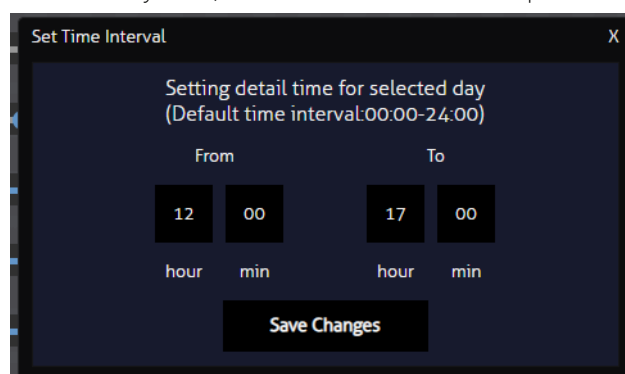 Set Time Interval X
Setting detail time for selected day
(Default time interval:00:00-24:00)
From To
12 00 17 00
hour min hour min
Save Changes